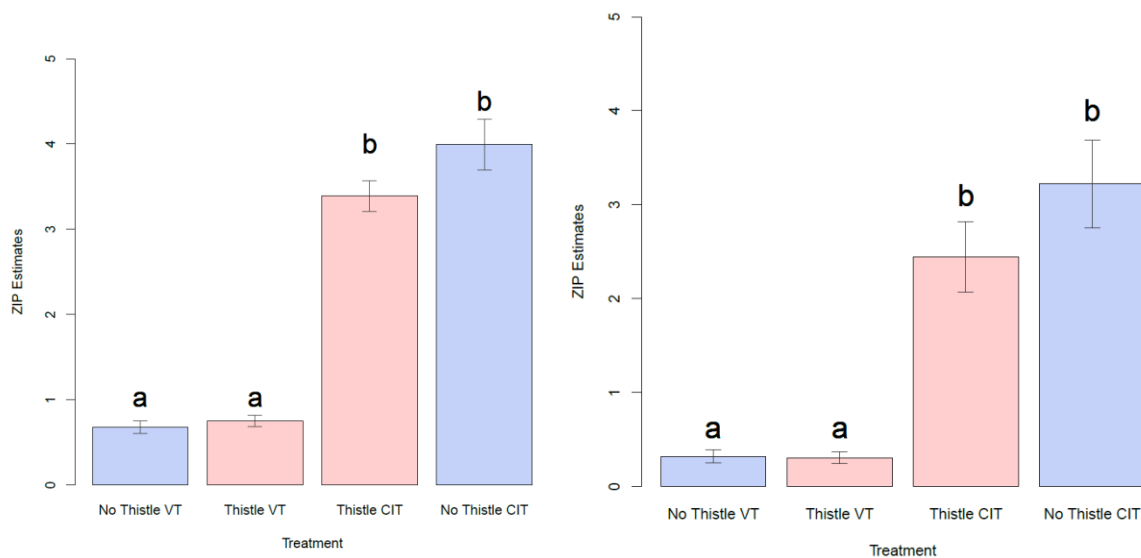 5
4
3
2
1
0
ZIP Estimates
a
a
b
b
No Thistle VT
Thistle VT
Thistle CIT
No Thistle CIT
Treatment
5
4
3
2
1
0
ZIP Estimates
a
a
b
b
No Thistle VT
Thistle VT
Thistle CIT
No Thistle CIT
Treatment